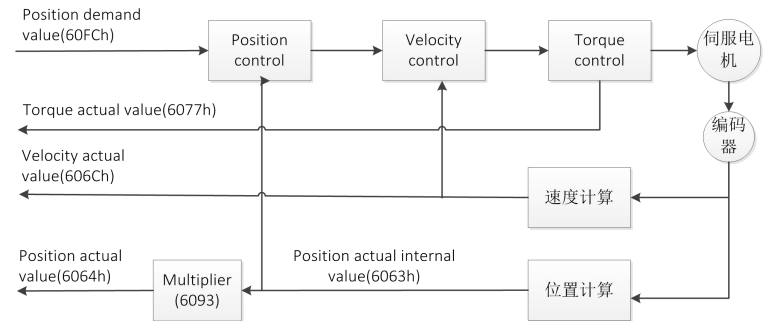 Position demand
value(60FCh)
Position
control
Velocity
control
Torque
control
伺服电
机
Torque actual value(6077h)
编码
器
Velocity actual
value(606Ch)
速度计算
Position actual
value(6064h)
Multiplier
(6093)
Position actual internal
value(6063h)
位置计算